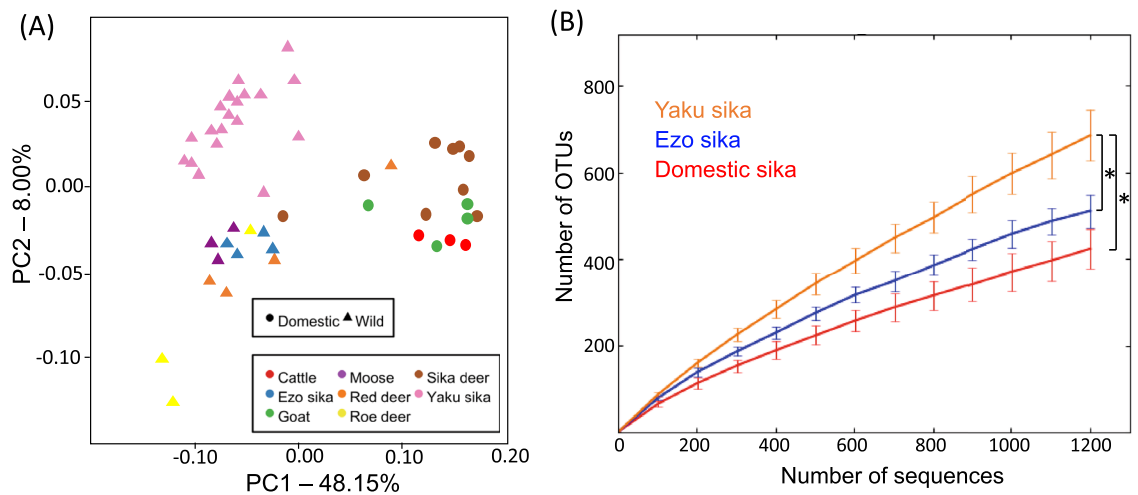 (A)
PC2 – 8.00%
0.05
0.00
-0.05
-0.10
Domestic Wild
Cattle Moose Sika deer
Ezo sika Red deer Yaku sika
Goat Roe deer
-0.10 0.00 0.10 0.20
PC1 – 48.15%
(B)
Number of OTUs
800
600
400
200
Yaku sika
Ezo sika
Domestic sika
*
*
0 200 400 600 800 1000 1200
Number of sequences